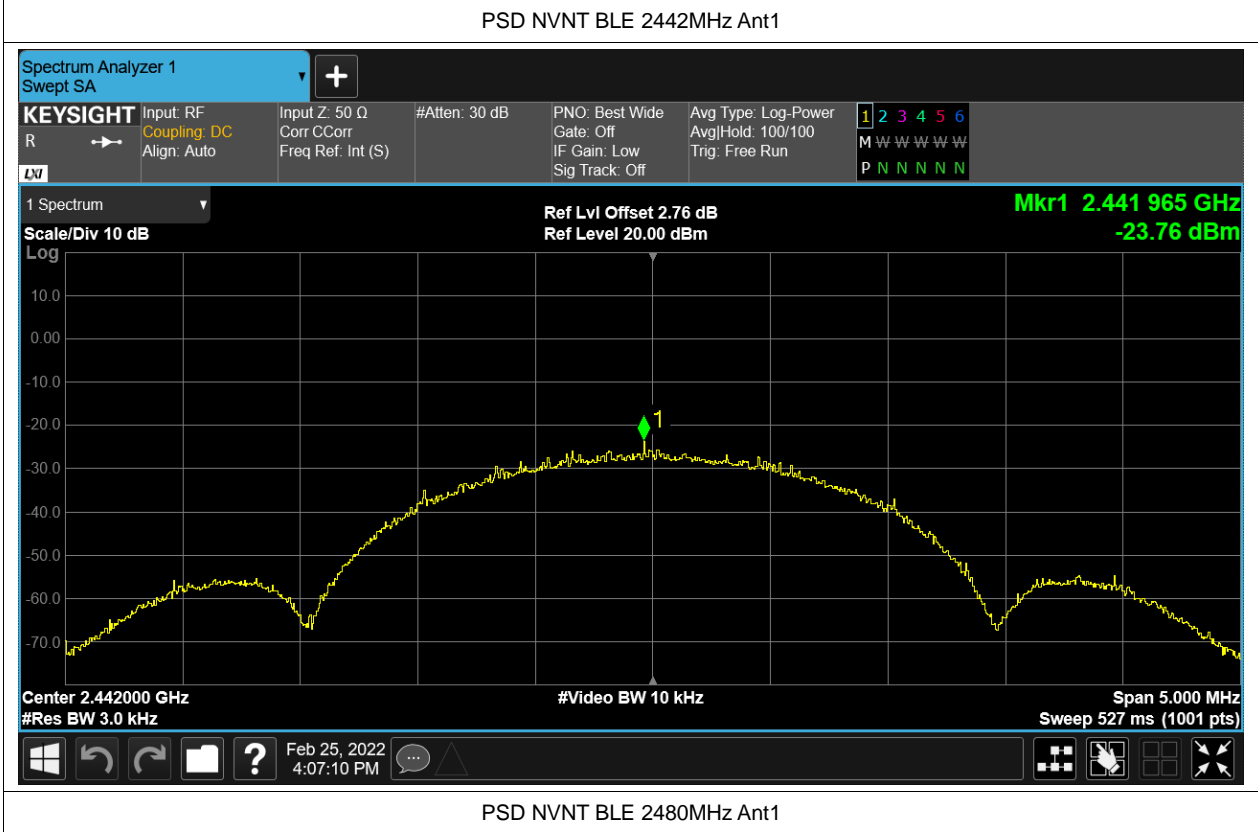 PSD NVNT BLE 2442MHz Ant1
Spectrum Analyzer 1
Swept SA
KEYSIGHT
R
LXI
Input: RF
Coupling: DC
Align: Auto
Input Z: 50 Ω
Corr CCorr
Freq Ref: Int (S)
#Atten: 30 dB
PNO: Best Wide
Gate: Off
IF Gain: Low
Sig Track: Off
Avg Type: Log-Power
Avg|Hold: 100/100
Trig: Free Run
1 2 3 4 5 6
M W W W W W
P N N N N N
1 Spectrum
Scale/Div 10 dB
Log
Ref Lvl Offset 2.76 dB
Ref Level 20.00 dBm
Mkr1 2.441 965 GHz
-23.76 dBm
10.0
0.00
-10.0
-20.0
-30.0
-40.0
-50.0
-60.0
-70.0
1
Center 2.442000 GHz
#Res BW 3.0 kHz
#Video BW 10 kHz
Span 5.000 MHz
Sweep 527 ms (1001 pts)
?
Feb 25, 2022
4:07:10 PM
PSD NVNT BLE 2480MHz Ant1